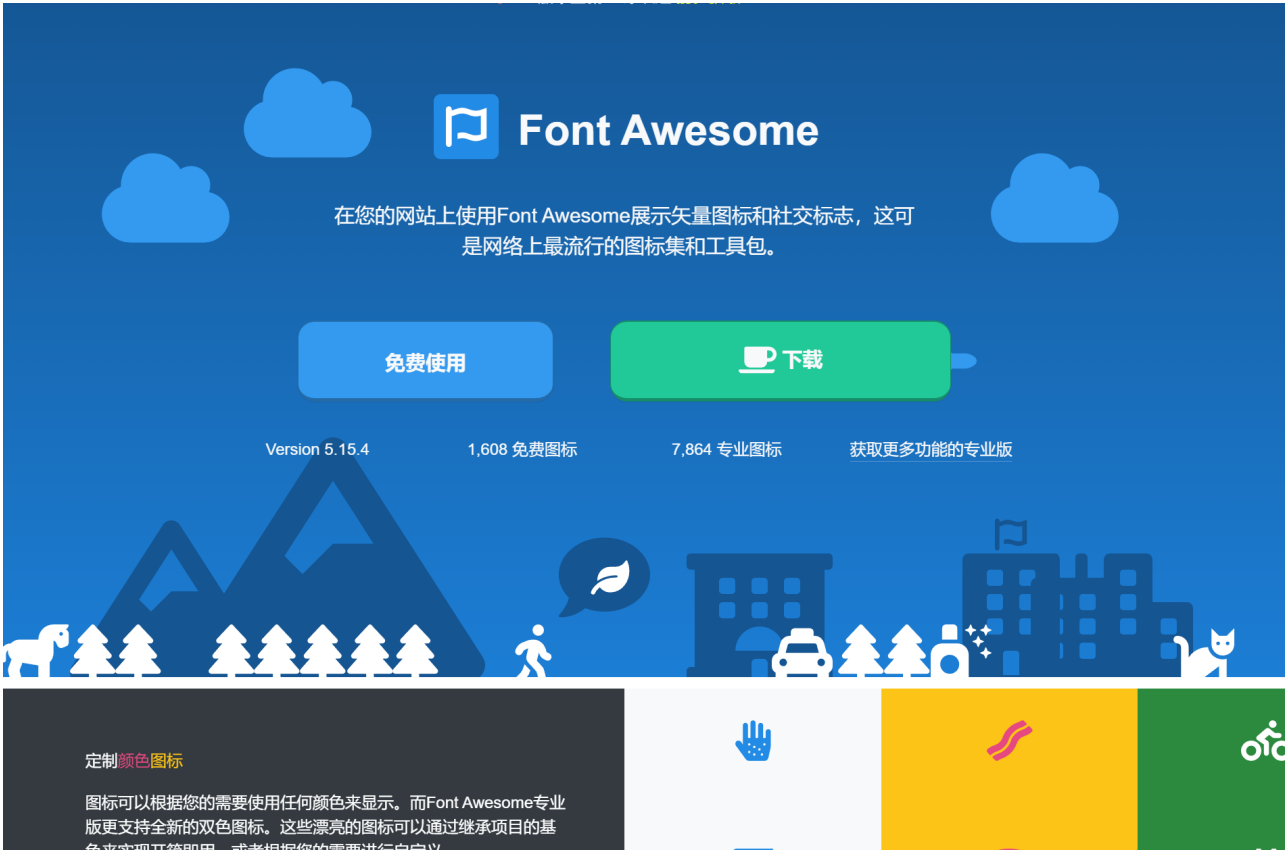 Font Awesome
在您的网站上使用Font Awesome展示矢量图标和社交标志，这可
是网络上最流行的图标集和工具包。
免费使用
下载
Version 5.15.4
1,608 免费图标
7,864 专业图标
获取更多功能的专业版
定制颜色图标
图标可以根据您的需要使用任何颜色来显示。而Font Awesome专业
版更支持全新的双色图标。这些漂亮的图标可以通过继承项目的基